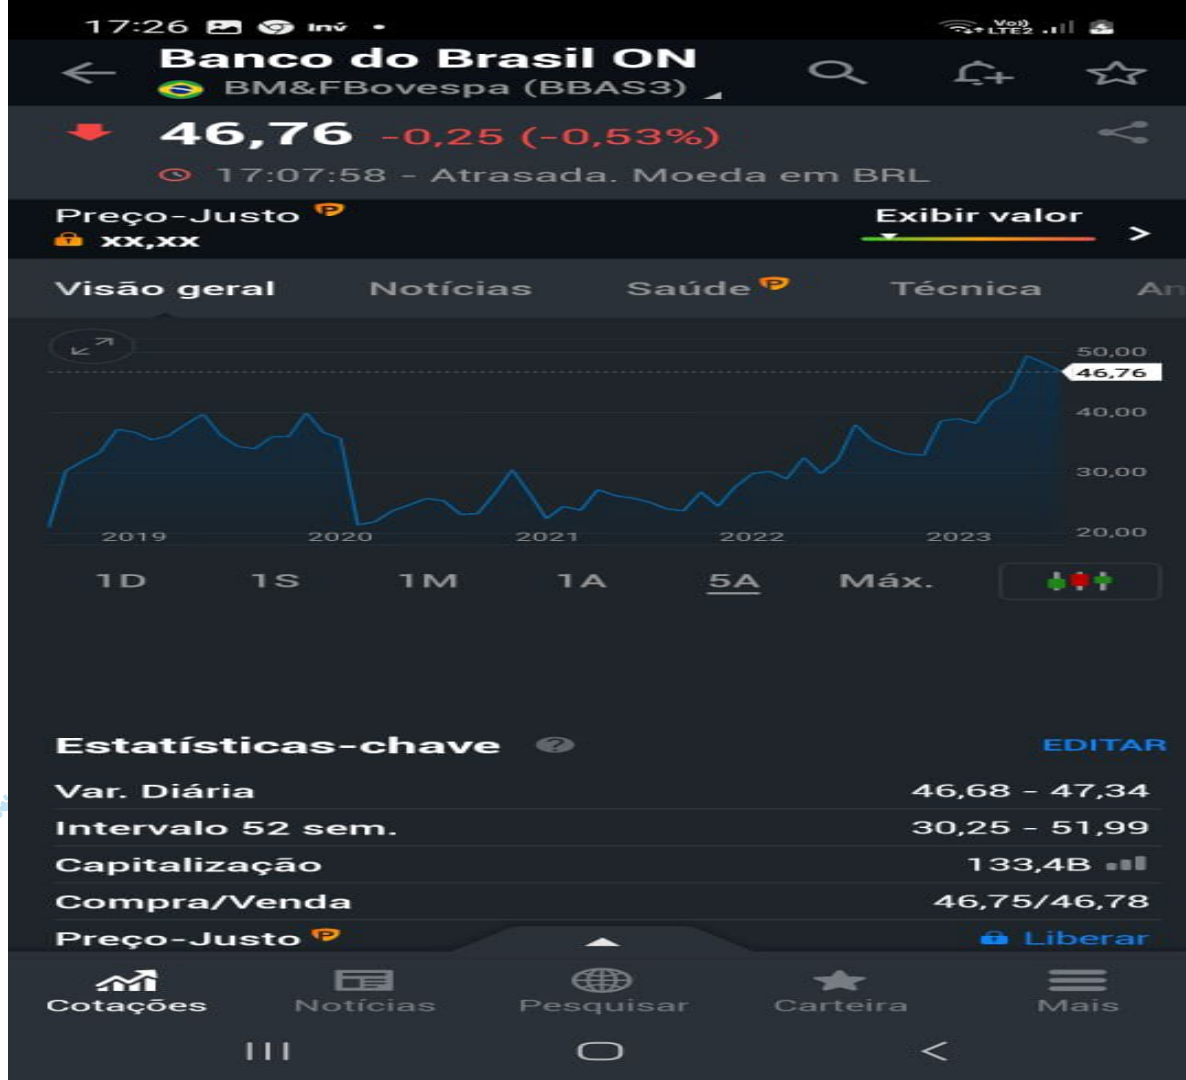 17:26 Inv
Vo))
LTE2
Banco do Brasil ON
BM&FBovespa (BBAS3)
46,76 -0,25 (-0,53%)
17:07:58 - Atrasada. Moeda em BRL
Preço-Justo
xx,xx
Exibir valor
Visão geral Notícias Saúde Técnica An
50,00
46,76
40,00
30,00
20,00
2019 2020 2021 2022 2023
1D 1S 1M 1A 5A Máx.
Estatísticas-chave
EDITAR
Var. Diária 46,68 - 47,34
Intervalo 52 sem. 30,25 - 51,99
Capitalização 133,4B
Compra/Venda 46,75/46,78
Preço-Justo Liberar
Cotações Notícias Pesquisar Carteira Mais